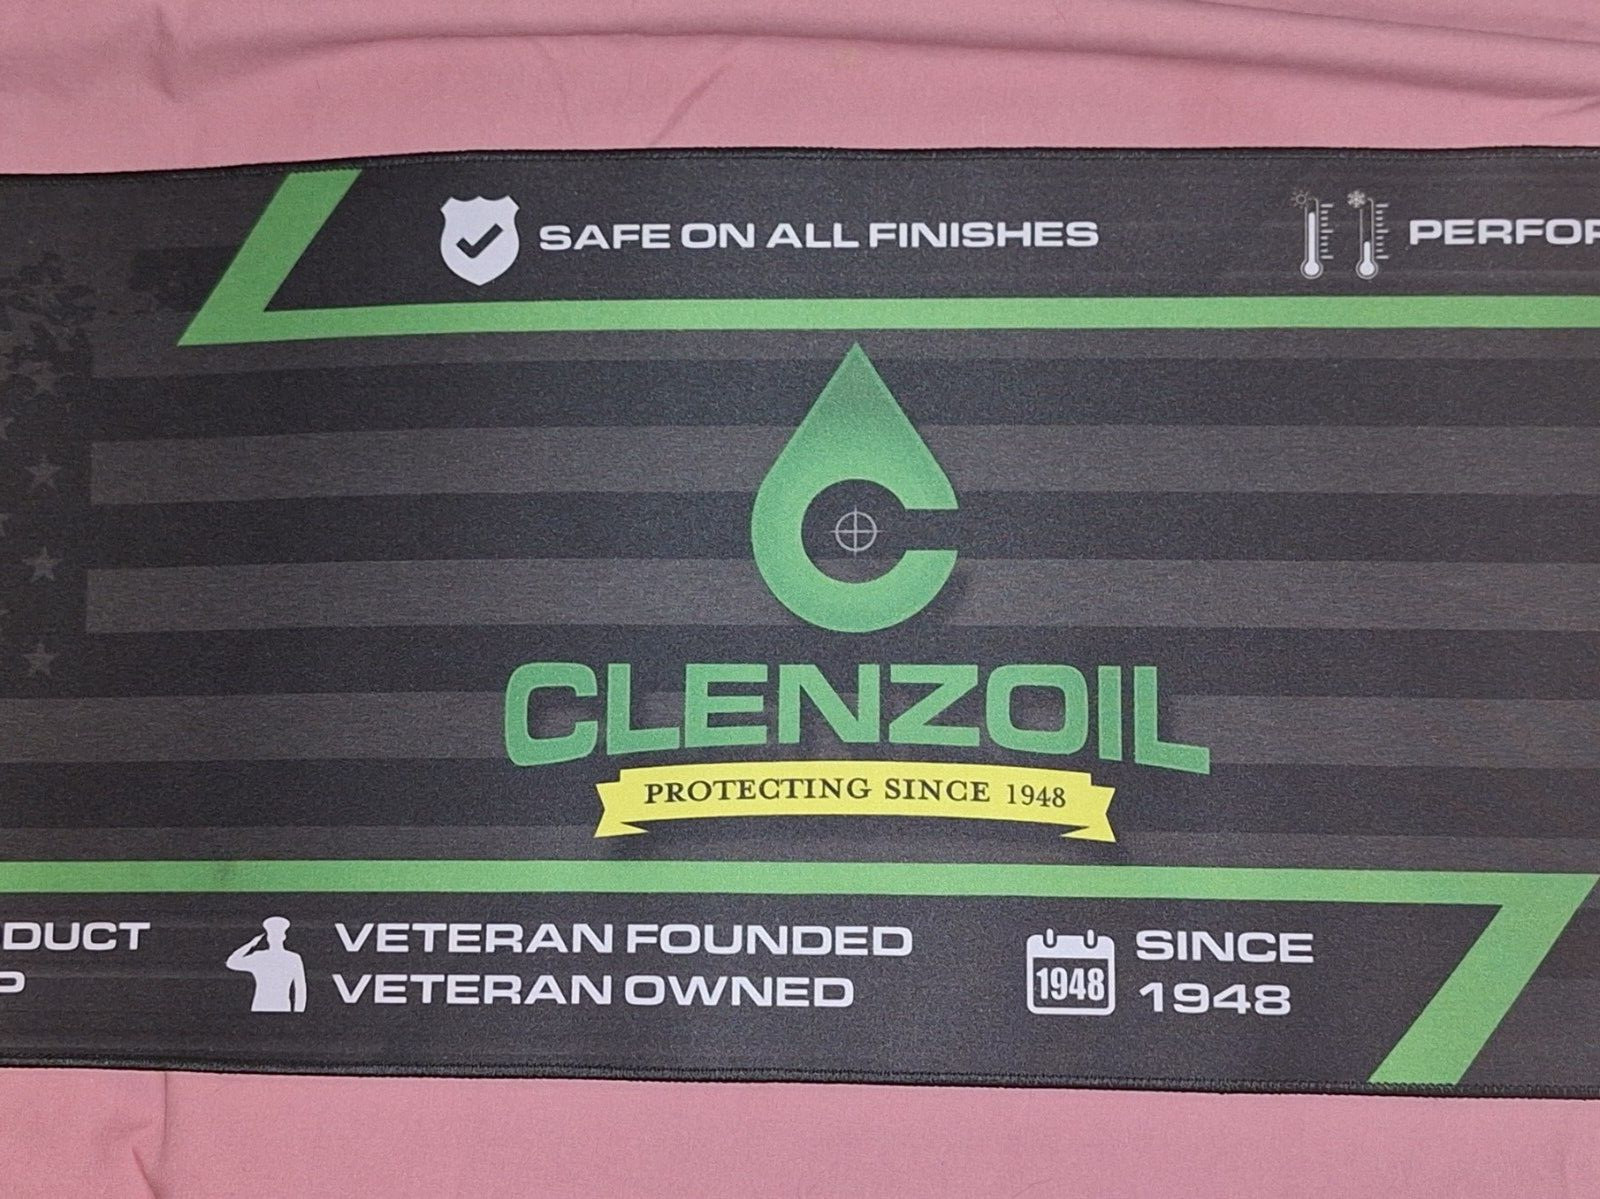 SAFE ON ALL FINISHES
CLENZOIL
PROTECTING SINCE 1948
VETERAN FOUNDED
VETERAN OWNED
1948
SINCE
1948